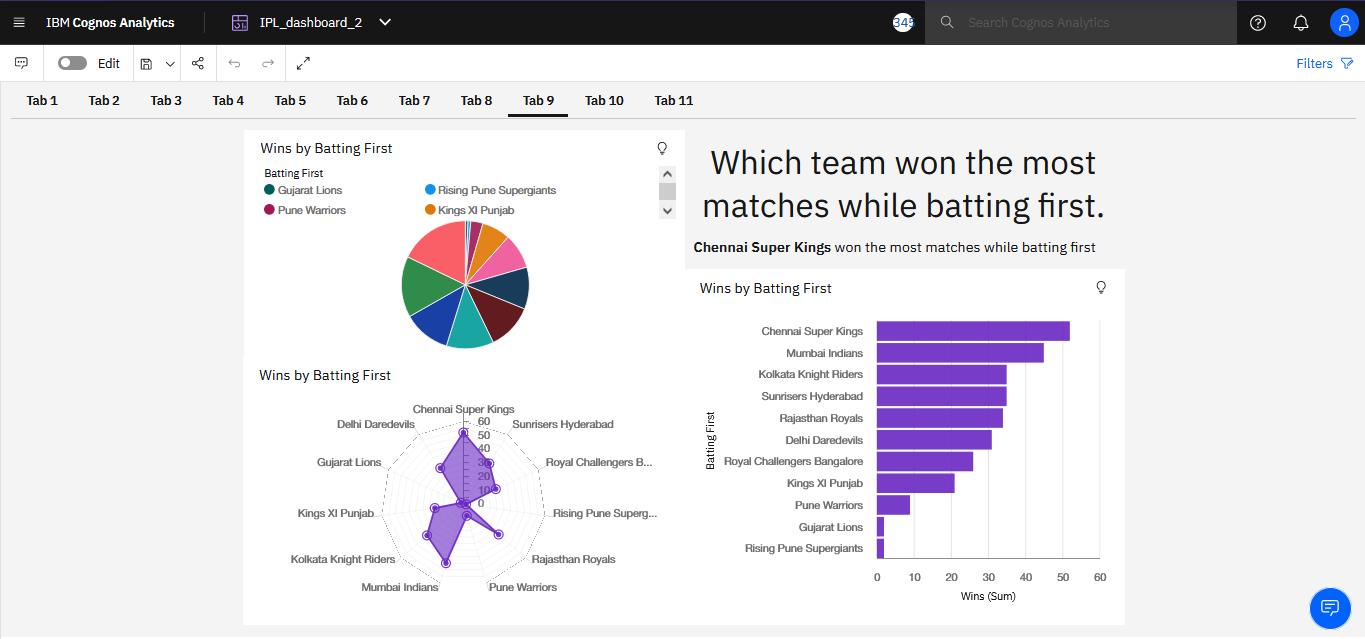 IBM Cognos Analytics
IPL_dashboard_2
345
Search Cognos Analytics
Edit
Filters
Tab 1
Tab 2
Tab 3
Tab 4
Tab 5
Tab 6
Tab 7
Tab 8
Tab 9
Tab 10
Tab 11
Wins by Batting First
Batting First
Gujarat Lions
Rising Pune Supergiants
Pune Warriors
Kings XI Punjab
Wins by Batting First
Chennai Super Kings
Delhi Daredevils
Sunrisers Hyderabad
Gujarat Lions
Royal Challengers B...
Kings XI Punjab
Rising Pune Superg...
Kolkata Knight Riders
Rajasthan Royals
Mumbai Indians
Pune Warriors
60
50
40
30
20
10
0
Which team won the most
matches while batting first.
Chennai Super Kings won the most matches while batting first
Wins by Batting First
Batting First
Chennai Super Kings
Mumbai Indians
Kolkata Knight Riders
Sunrisers Hyderabad
Rajasthan Royals
Delhi Daredevils
Royal Challengers Bangalore
Kings XI Punjab
Pune Warriors
Gujarat Lions
Rising Pune Supergiants
0 10 20 30 40 50 60
Wins (Sum)